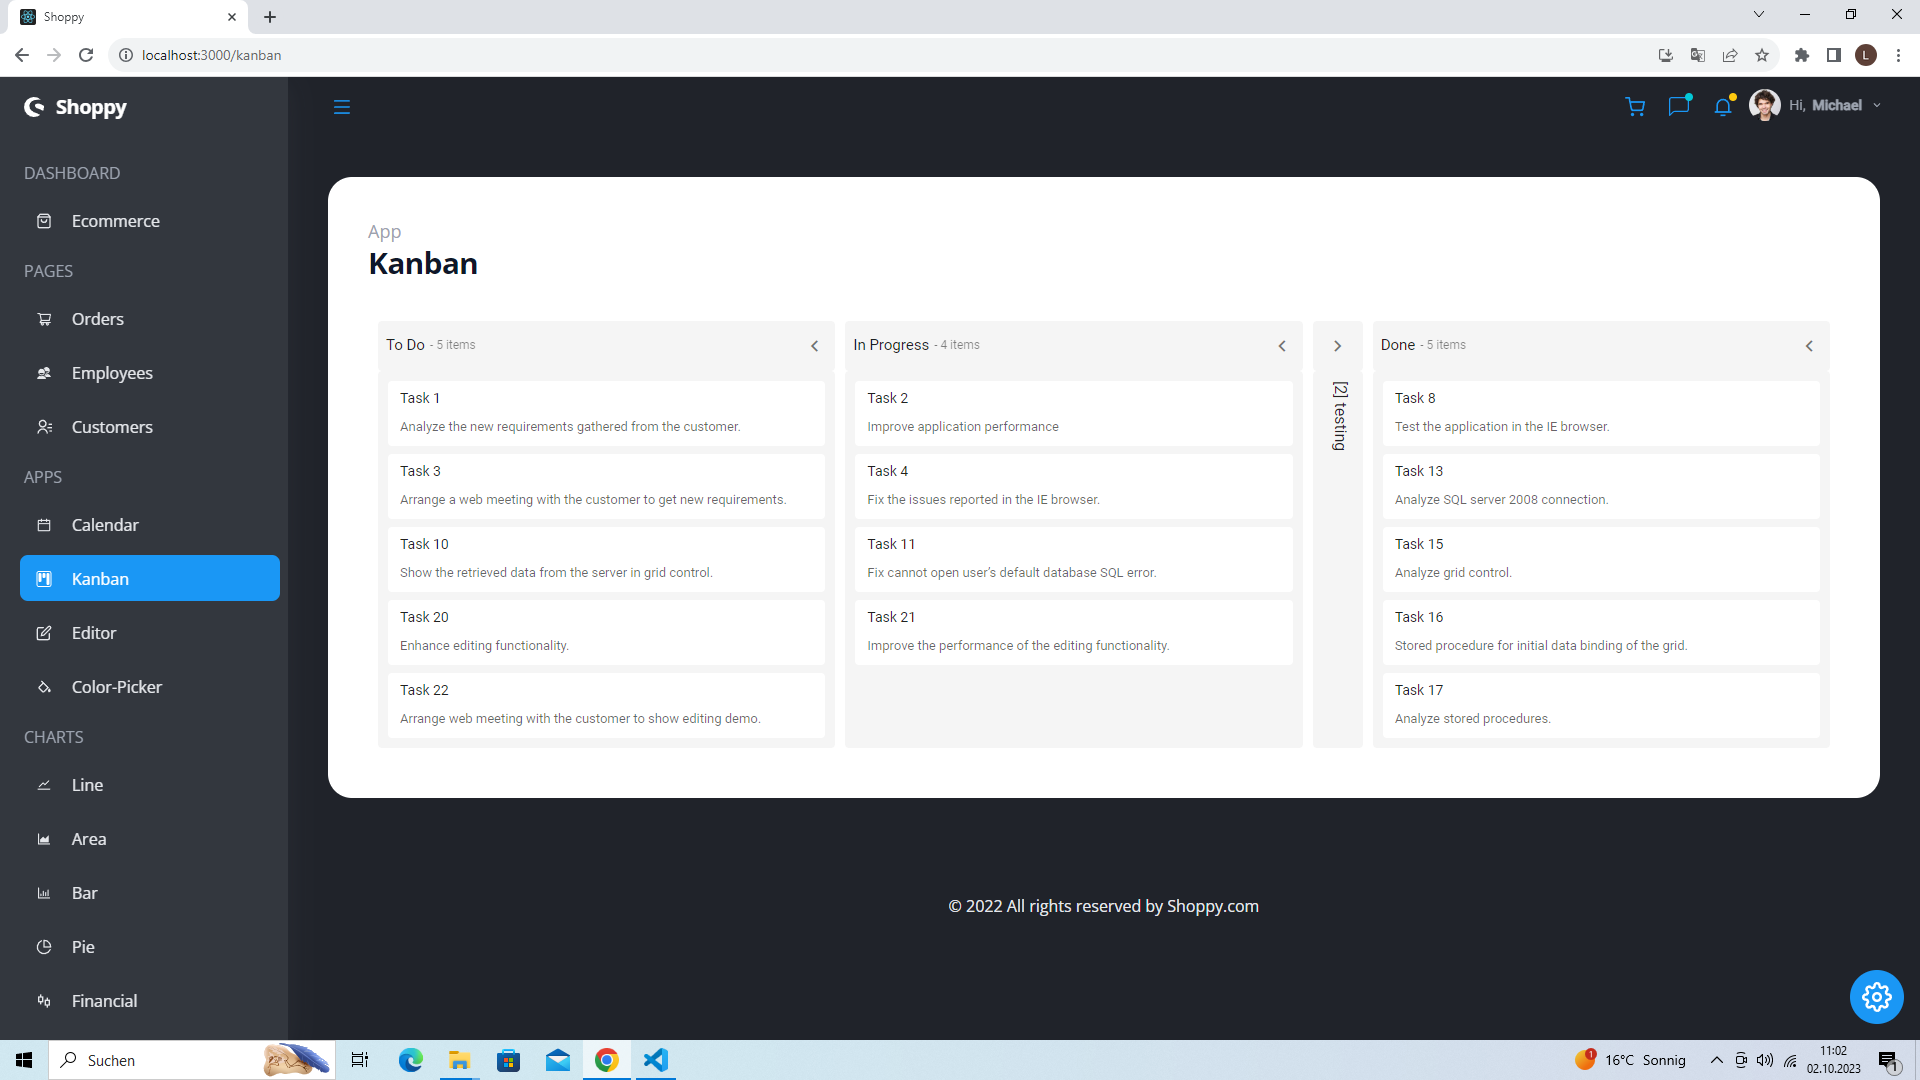 Shoppy
localhost:3000/kanban
L
Shoppy
Hi, Michael
DASHBOARD
Ecommerce
PAGES
Orders
Employees
Customers
APPS
Calendar
Kanban
Editor
Color-Picker
CHARTS
Line
Area
Bar
Pie
Financial
App
Kanban
To Do - 5 items
Task 1
Analyze the new requirements gathered from the customer.
Task 3
Arrange a web meeting with the customer to get new requirements.
Task 10
Show the retrieved data from the server in grid control.
Task 20
Enhance editing functionality.
Task 22
Arrange web meeting with the customer to show editing demo.
In Progress - 4 items
Task 2
Improve application performance
Task 4
Fix the issues reported in the IE browser.
Task 11
Fix cannot open user's default database SQL error.
Task 21
Improve the performance of the editing functionality.
[2] testing
Done - 5 items
Task 8
Test the application in the IE browser.
Task 13
Analyze SQL server 2008 connection.
Task 15
Analyze grid control.
Task 16
Stored procedure for initial data binding of the grid.
Task 17
Analyze stored procedures.
© 2022 All rights reserved by Shoppy.com
Suchen
1
16°C Sonnig
11:02
02.10.2023
1